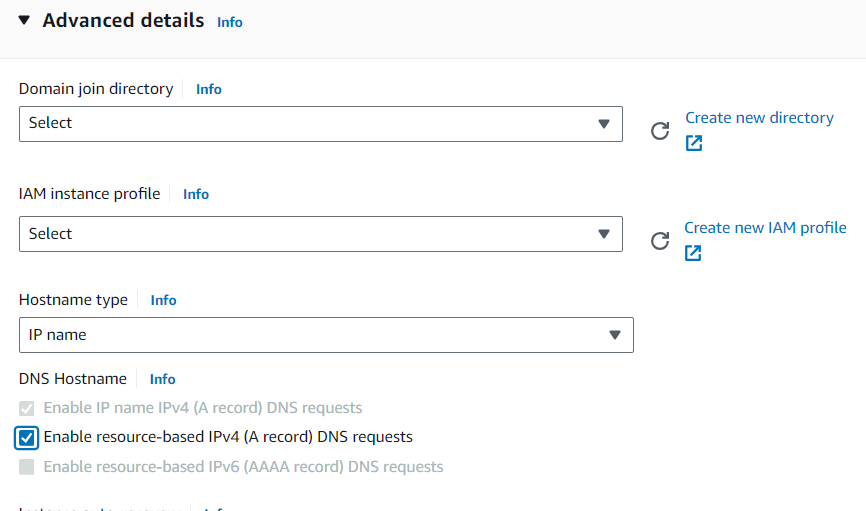 Advanced details Info
Domain join directory Info
Select
Create new directory
IAM instance profile Info
Select
Create new IAM profile
Hostname type Info
IP name
DNS Hostname Info
Enable IP name IPv4 (A record) DNS requests
Enable resource-based IPv4 (A record) DNS requests
Enable resource-based IPv6 (AAAA record) DNS requests